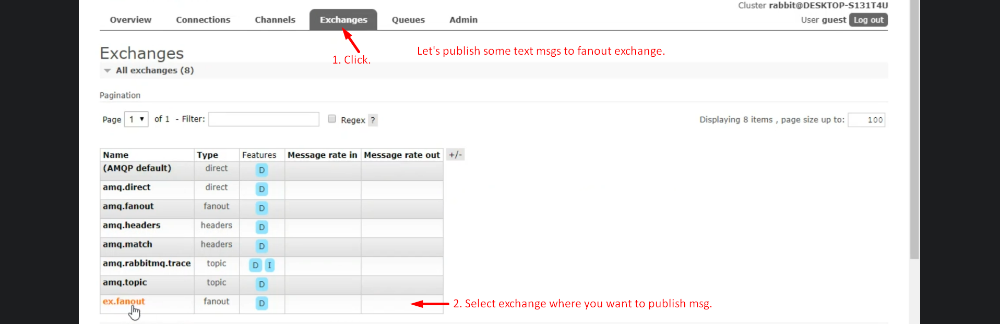 Cluster rabbit@DESKTOP-S131T4U
Overview Connections Channels Exchanges Queues Admin
User guest Log out
1. Click.
Let's publish some text msgs to fanout exchange.
Exchanges
All exchanges (8)
Pagination
Page 1 of 1 - Filter: Regex ?
Displaying 8 items , page size up to: 100
Name Type Features Message rate in Message rate out +/-
(AMQP default) direct D
amq.direct direct D
amq.fanout fanout D
amq.headers headers D
amq.match headers D
amq.rabbitmq.trace topic D I
amq.topic topic D
ex.fanout fanout D
2. Select exchange where you want to publish msg.